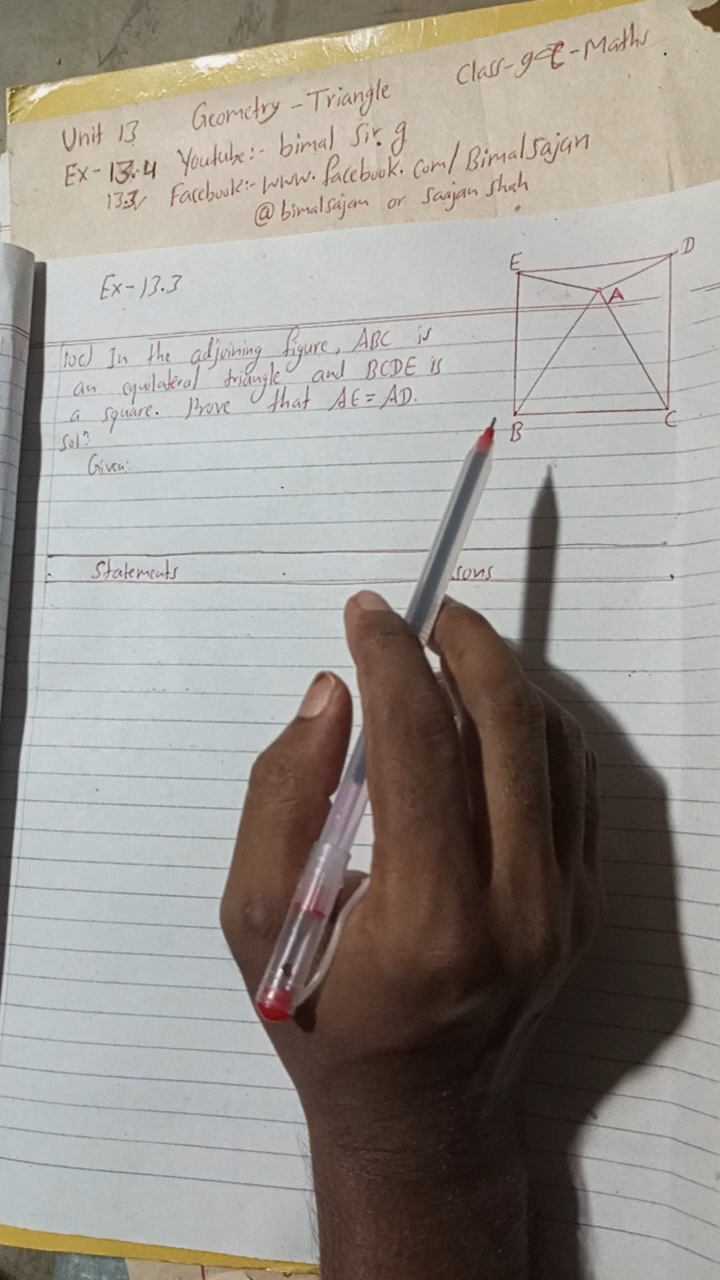 Unit 13 Geometry - Triangle Class-9 - Maths
Ex- 13.4 Youtube:- bimal sir g
13.3 Facebook:- www.facebook.com/Bimalsajan
@bimalsajan or Saajan shah
Ex-13.3
E D
A
10c) In the adjoining figure, ABC is
an equilateral triangle and BCDE is
a square. Prove that AE = AD.
B C
Solⁿ:
Given:
Statements sons